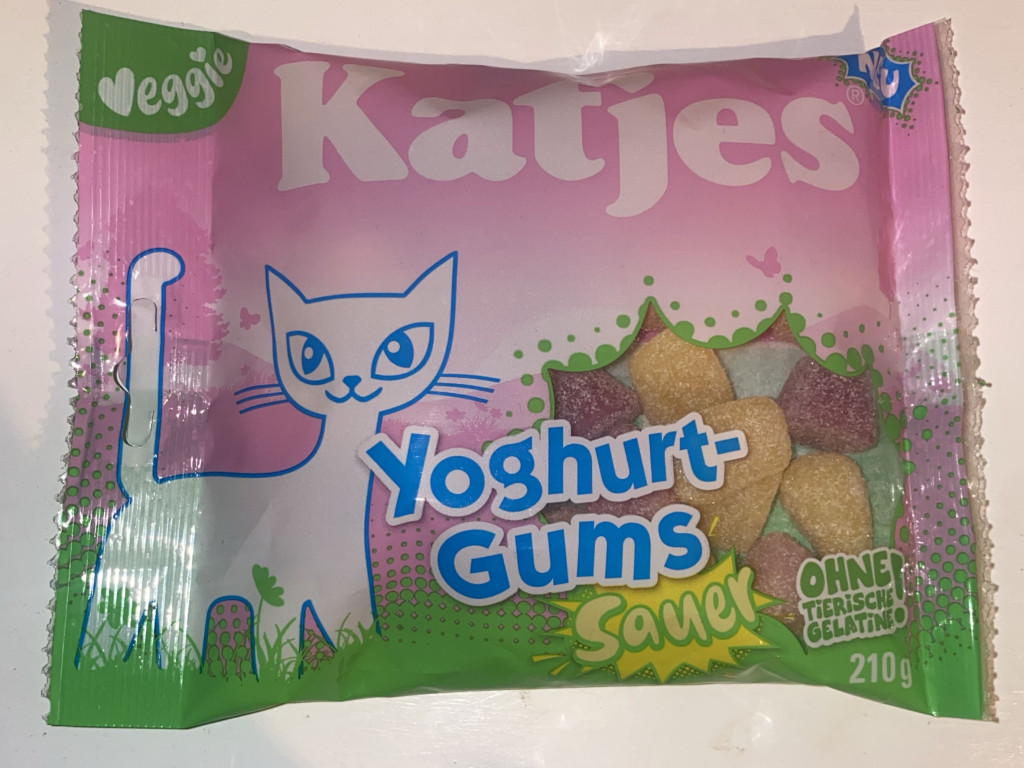 Veggie
Katjes®
NEU
Yoghurt-
Gums
Sauer
OHNE
TIERISCHE
GELATINE!
210g